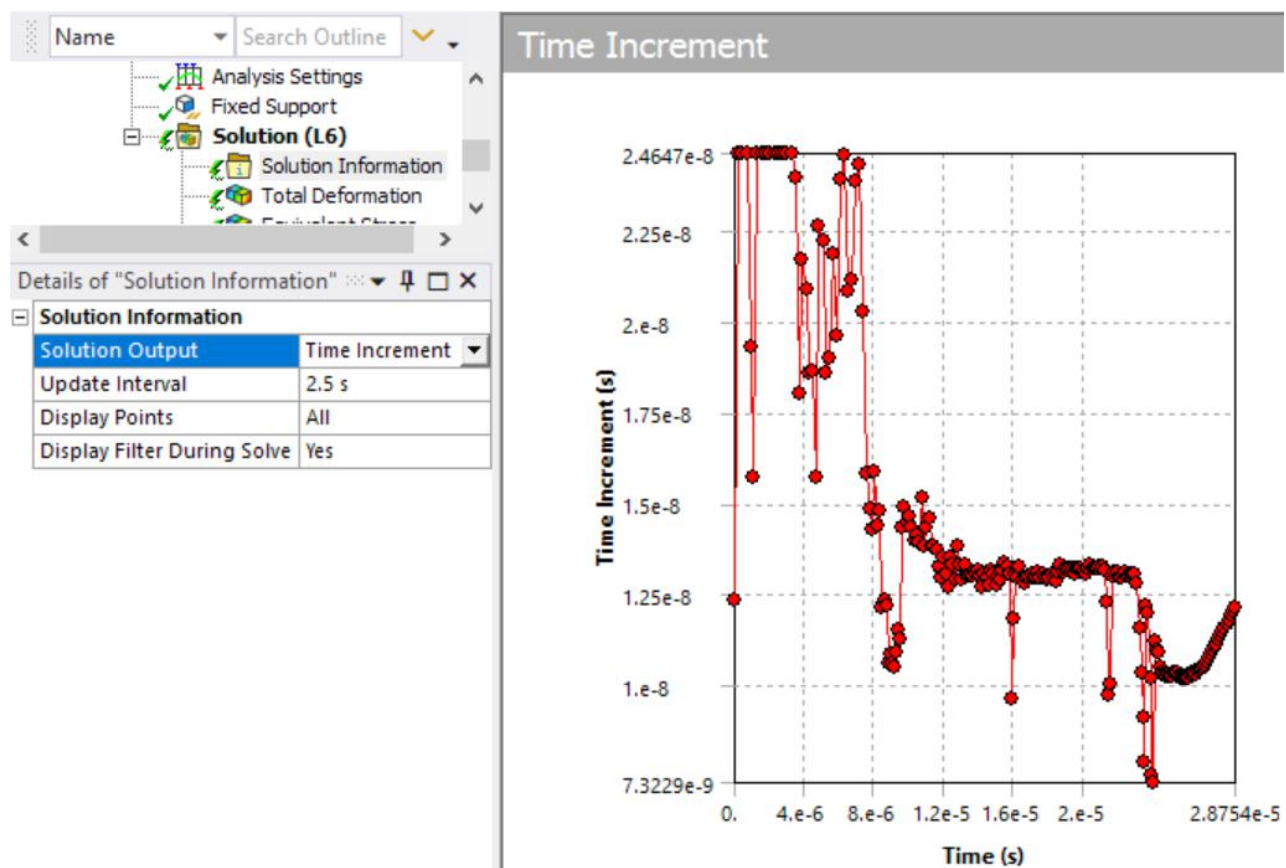 Name Search Outline
Analysis Settings
Fixed Support
Solution (L6)
Solution Information
Total Deformation
Equivalent Stress
Details of "Solution Information"
Solution Information
Solution Output Time Increment
Update Interval 2.5 s
Display Points All
Display Filter During Solve Yes
Time Increment
2.4647e-8
2.25e-8
2.e-8
1.75e-8
1.5e-8
1.25e-8
1.e-8
7.3229e-9
Time Increment (s)
0. 4.e-6 8.e-6 1.2e-5 1.6e-5 2.e-5 2.8754e-5
Time (s)